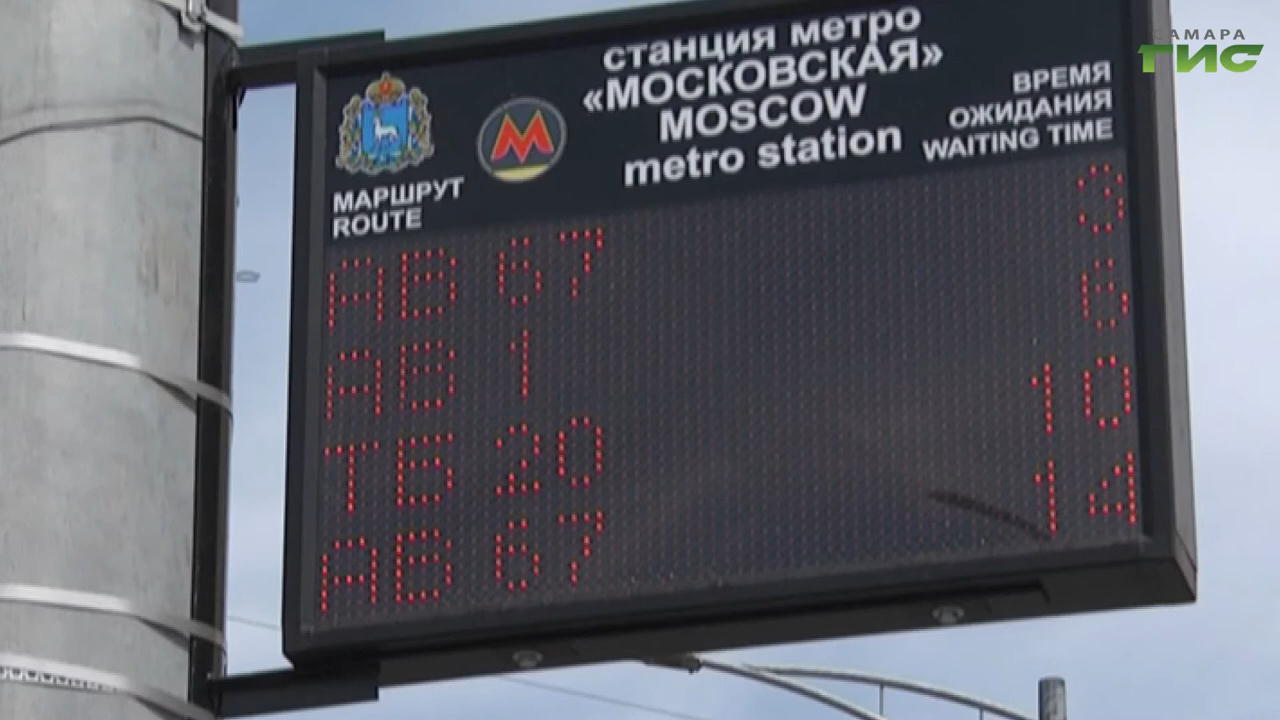 САМАРА
ТИС
станция метро
«МОСКОВСКАЯ»
MOSCOW
metro station
ВРЕМЯ
ОЖИДАНИЯ
WAITING TIME
М
МАРШРУТ
ROUTE
АВ 67 3
АВ 1 6
ТБ 20 10
АВ 67 14